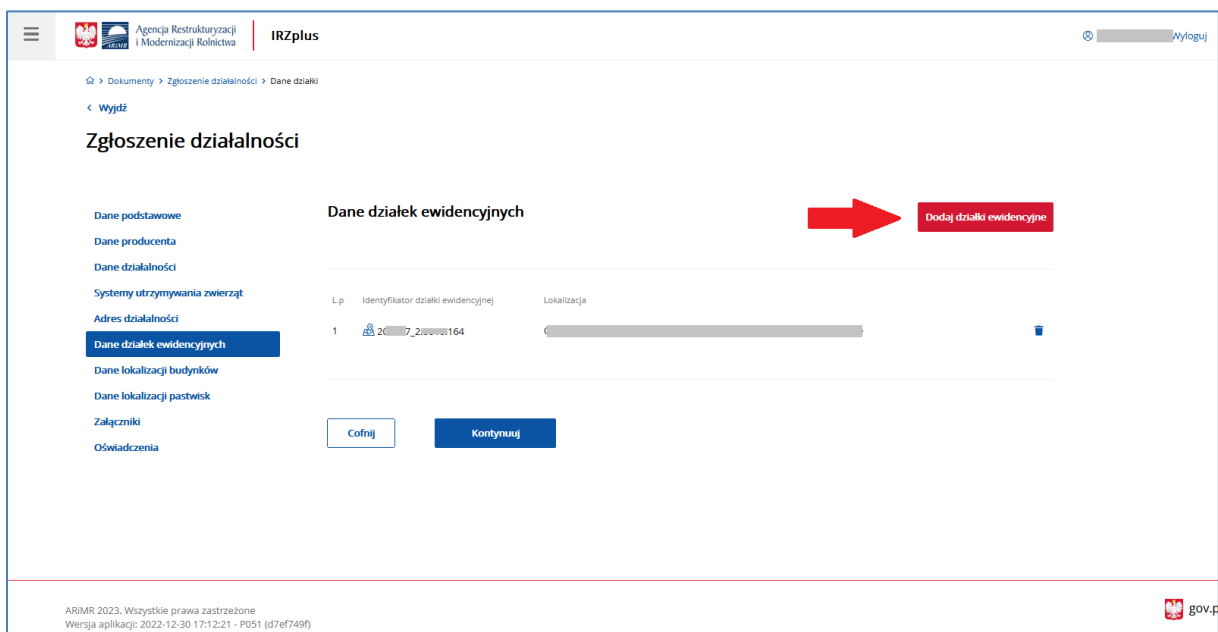 Agencja Restrukturyzacji
i Modernizacji Rolnictwa
ARiMR
IRZplus
Wyloguj
Dokumenty > Zgłoszenie działalności > Dane działki
< Wyjdź
Zgłoszenie działalności
Dane podstawowe
Dane producenta
Dane działalności
Systemy utrzymywania zwierząt
Adres działalności
Dane działek ewidencyjnych
Dane lokalizacji budynków
Dane lokalizacji pastwisk
Załączniki
Oświadczenia
Dane działek ewidencyjnych
Dodaj działki ewidencyjne
L.p Identyfikator działki ewidencyjnej Lokalizacja
1
Cofnij
Kontynuuj
ARiMR 2023. Wszystkie prawa zastrzeżone
Wersja aplikacji: 2022-12-30 17:12:21 - P051 (d7ef749f)